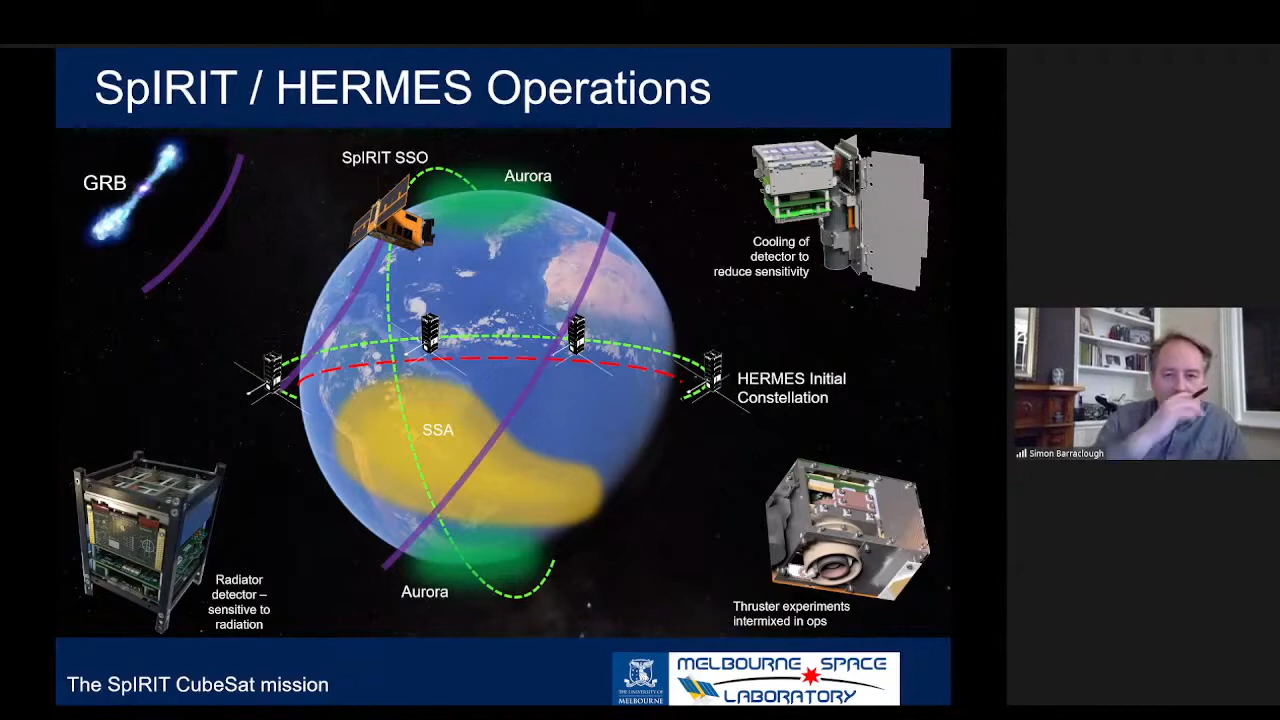 SpIRIT / HERMES Operations
GRB
SpIRIT SSO
Aurora
Cooling of
detector to
reduce sensitivity
HERMES Initial
Constellation
SSA
Simon Barraclough
Radiator
detector –
sensitive to
radiation
Aurora
Thruster experiments
intermixed in ops
The SpIRIT CubeSat mission
THE UNIVERSITY OF
MELBOURNE
MELBOURNE SPACE
LABORATORY